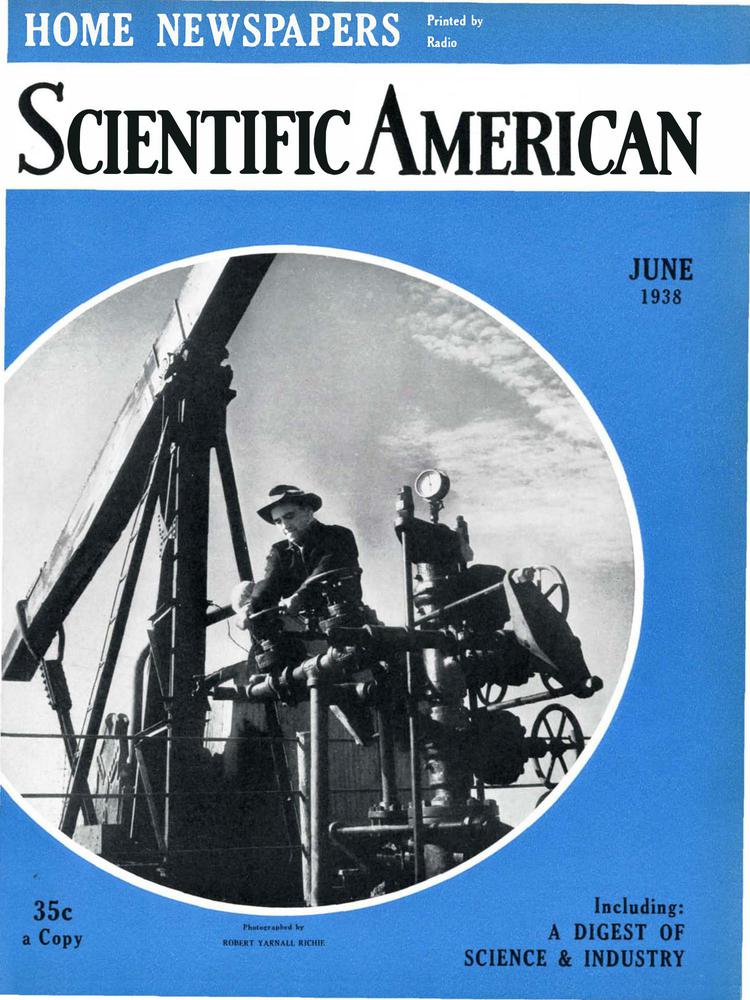 HOME NEWSPAPERS Printed by
Radio
SCIENTIFIC AMERICAN
JUNE
1938
35c
a Copy
Photographed by
ROBERT YARNALL RICHIE
Including:
A DIGEST OF
SCIENCE & INDUSTRY